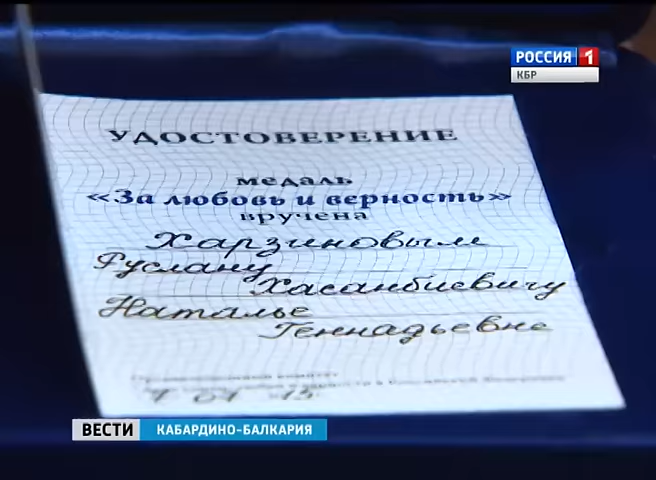 РОССИЯ 1
КБР
УДОСТОВЕРЕНИЕ
медаль
«За любовь и верность»
вручена
Харзиновым
Руслану
Хасанбиевичу
Наталье
Геннадьевне
ВЕСТИ КАБАРДИНО-БАЛКАРИЯ